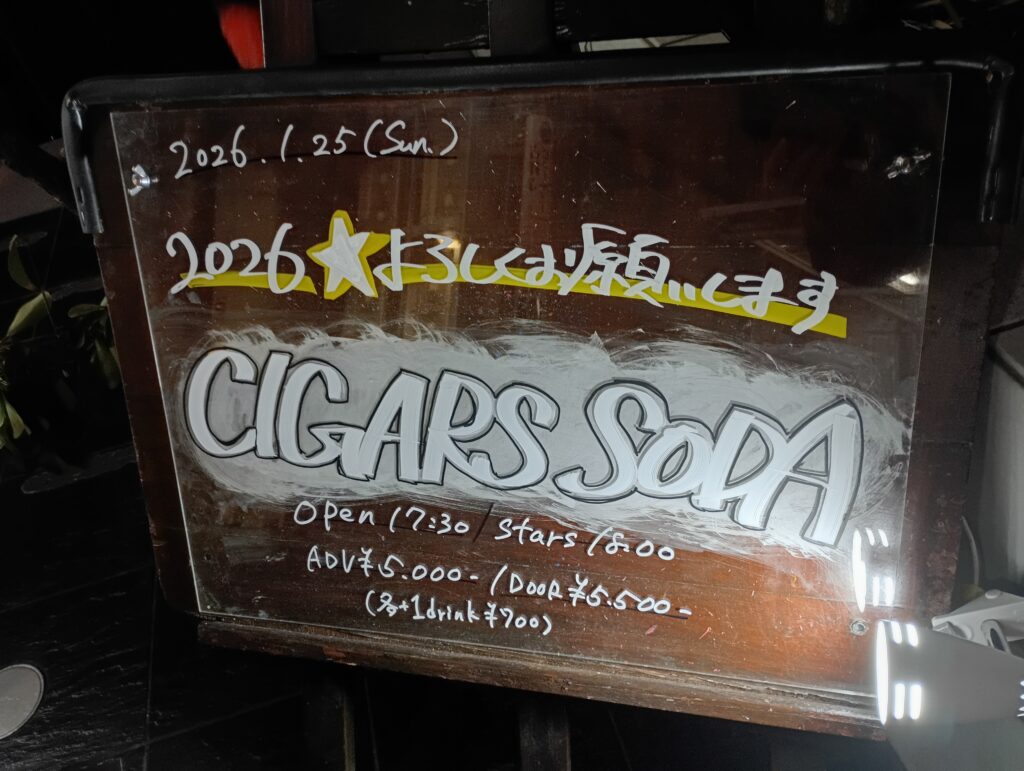 2026.1.25(Sun.)
2026★よろしくお願いします
CIGARS SODA
open 17:30 / stars 18:00
ADV ¥5.000- / DOOR ¥5.500-
(各+1drink ¥700)